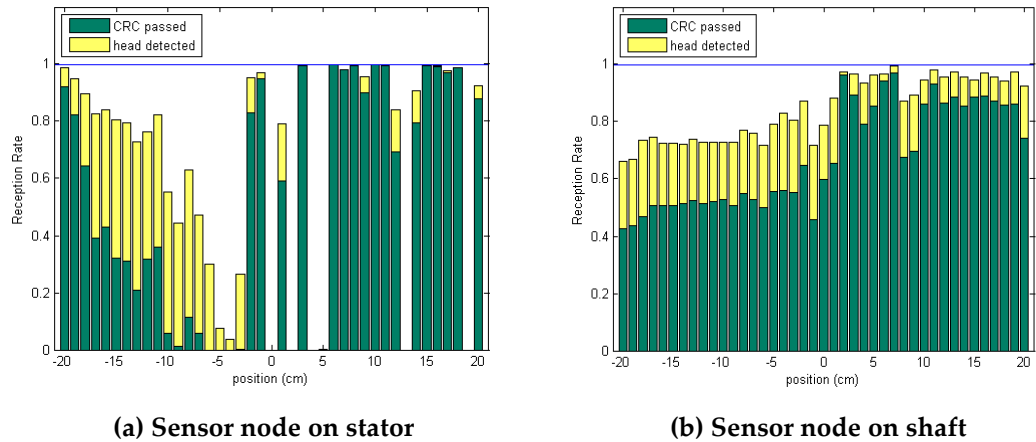 CRC passed
head detected
1
0.8
0.6
0.4
0.2
0
Reception Rate
-20 -15 -10 -5 0 5 10 15 20
position (cm)
(a) Sensor node on stator
CRC passed
head detected
1
0.8
0.6
0.4
0.2
0
Reception Rate
-20 -15 -10 -5 0 5 10 15 20
position (cm)
(b) Sensor node on shaft